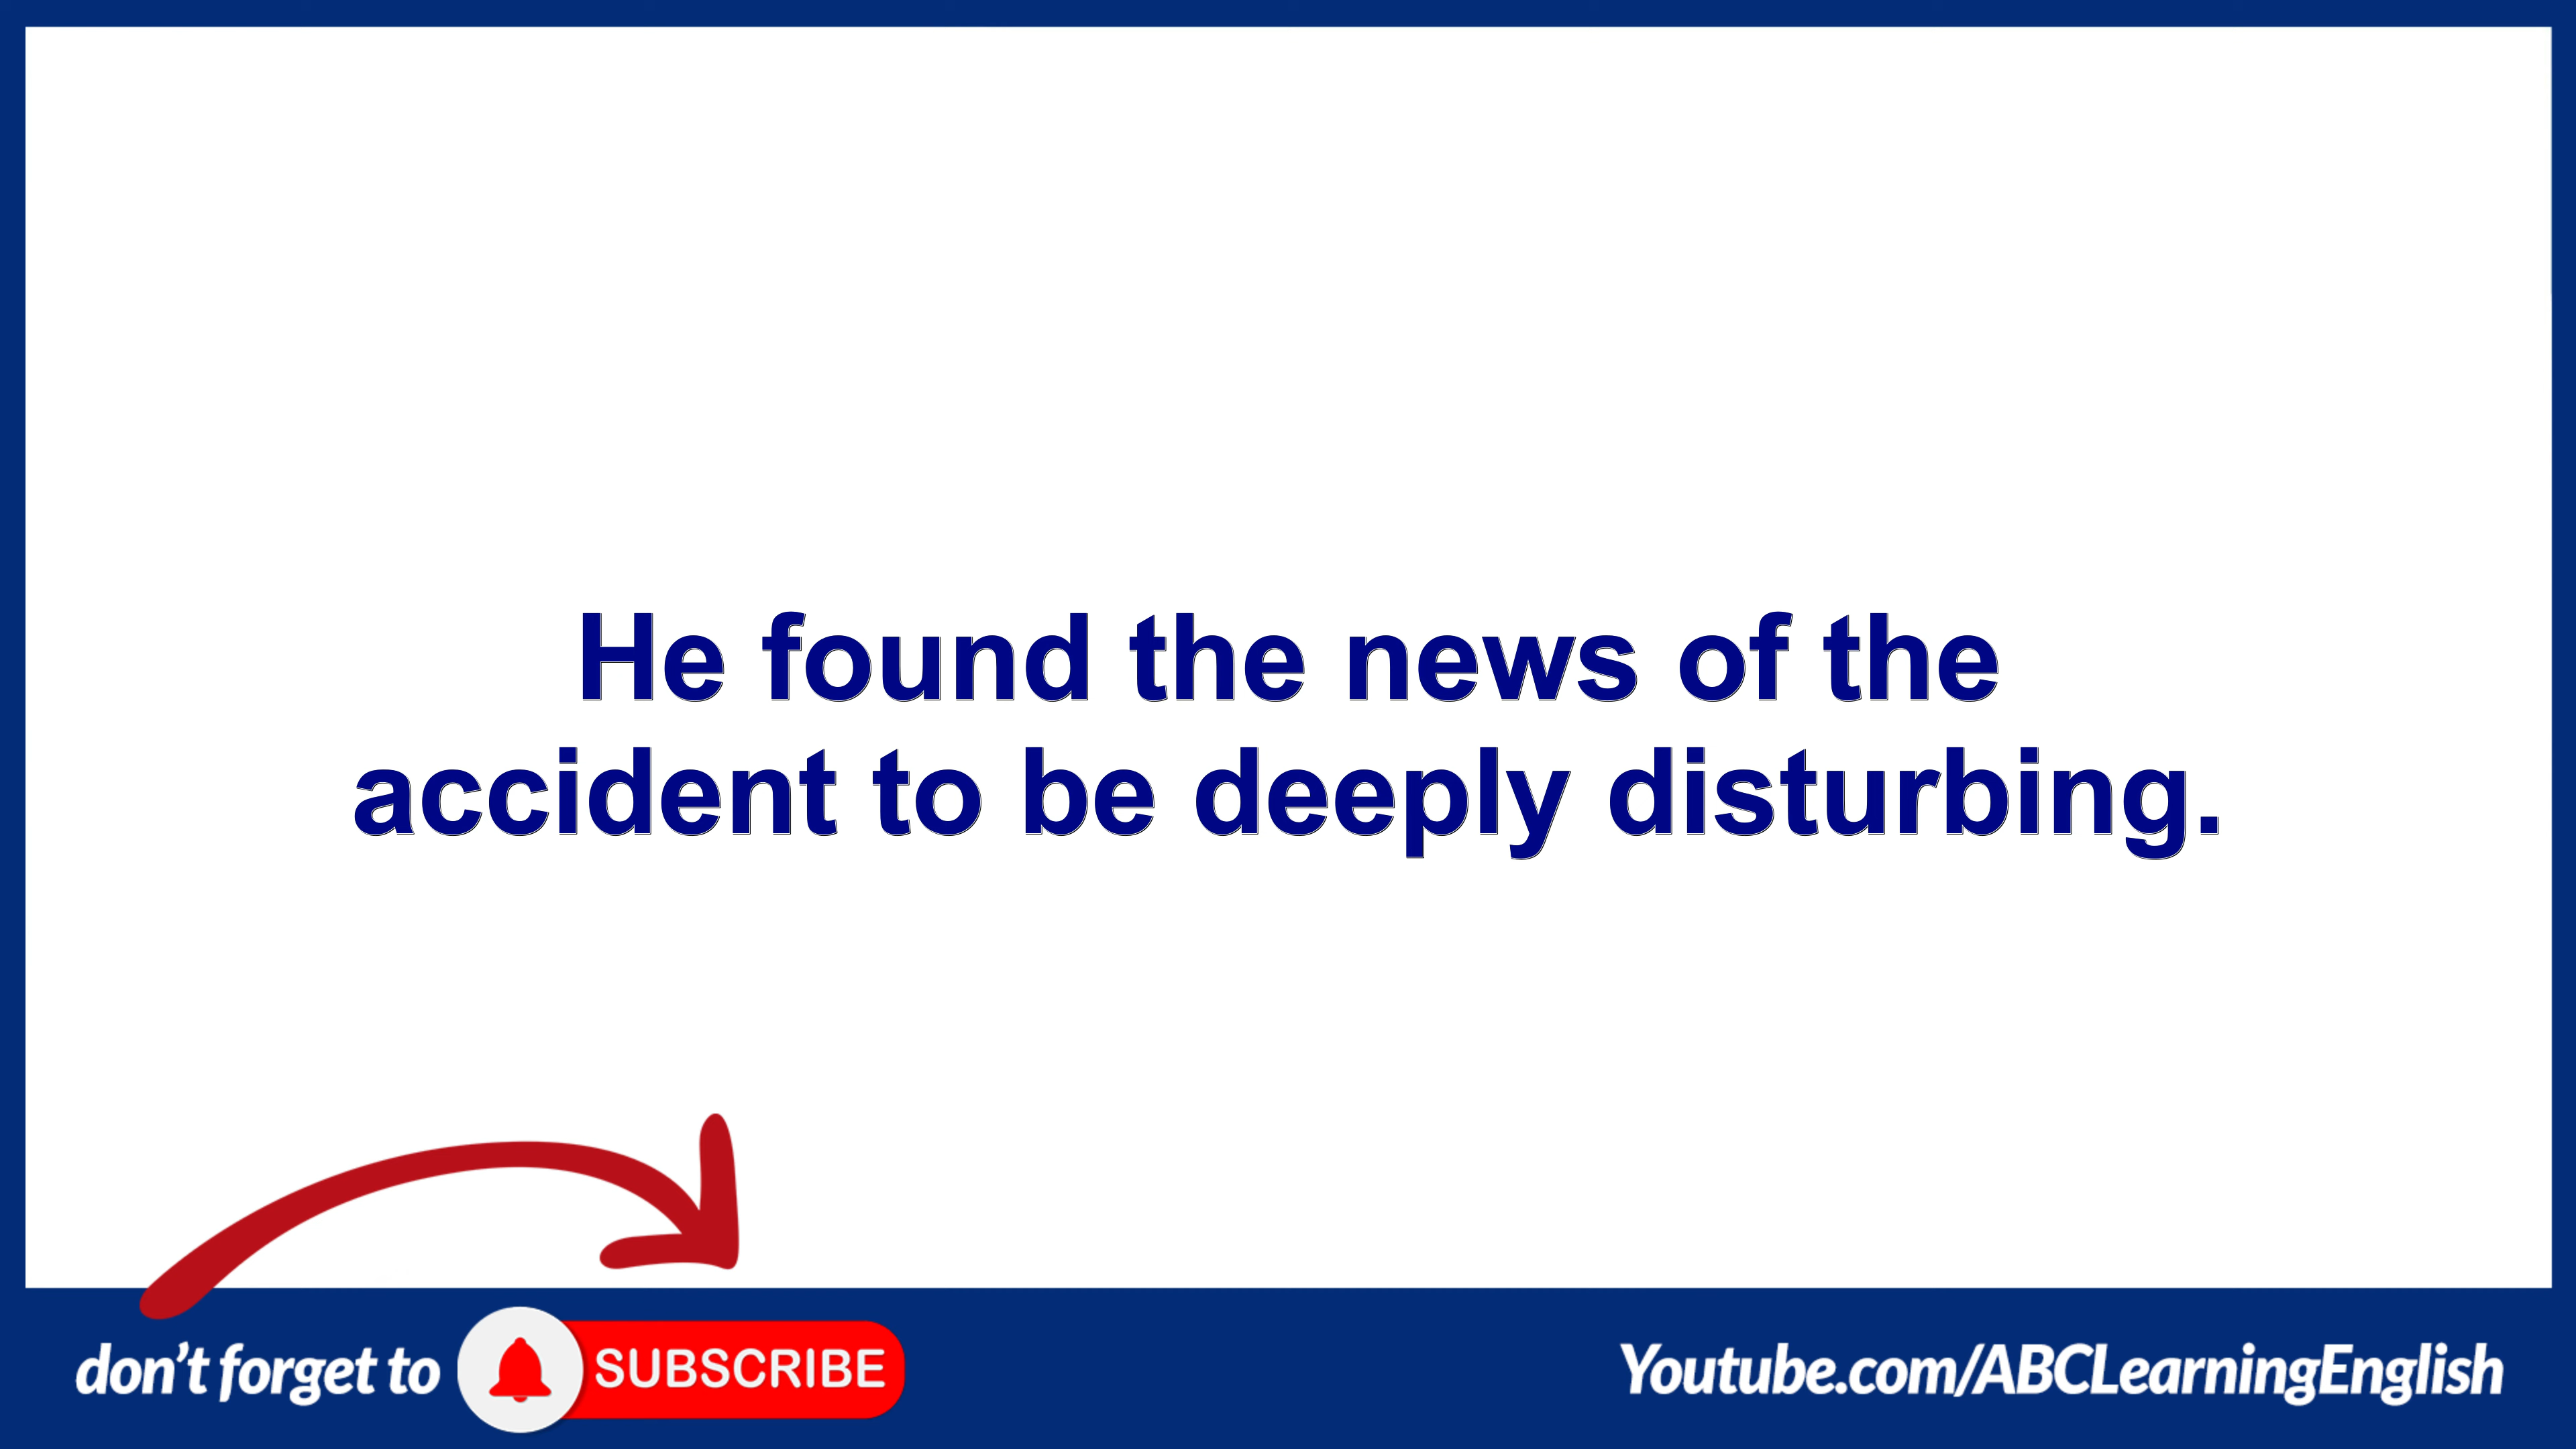 He found the news of the
accident to be deeply disturbing.
don't forget to SUBSCRIBE
Youtube.com/ABCLearningEnglish